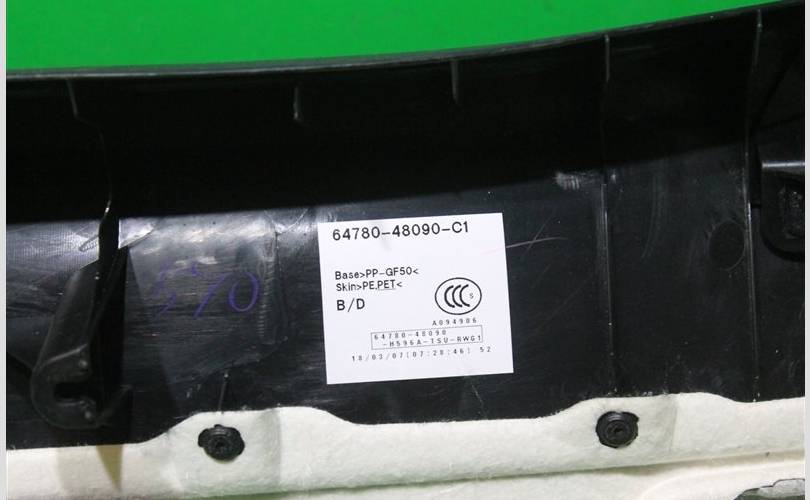 64780-48090-C1
Base>PP-GF50<
Skin>PE,PET<
B/D
CCC S
A094906
64780-48090
-H596A-TSU-RWG1
18/03/07(07:28:46) 52